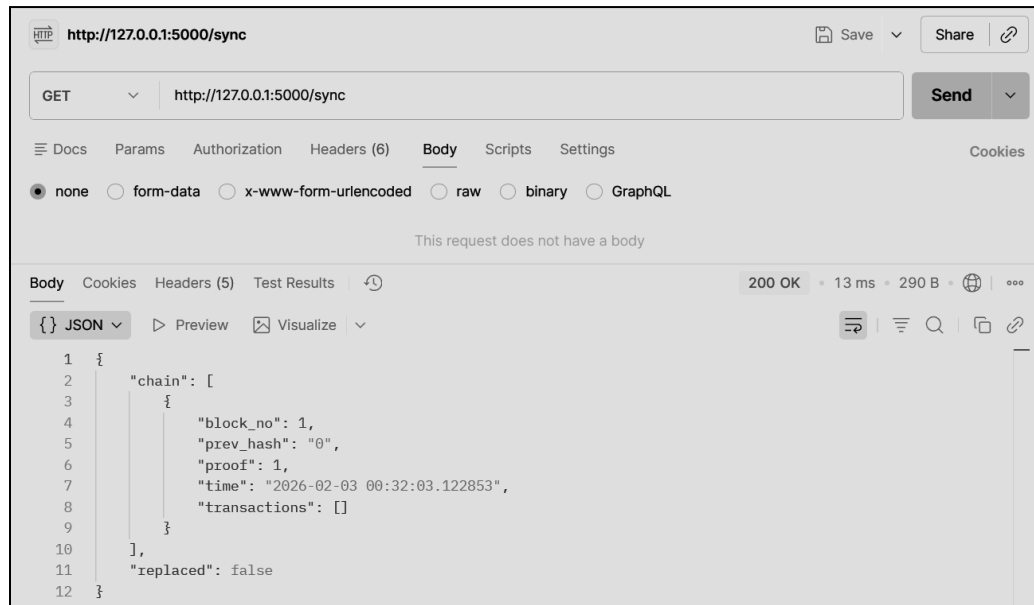 HTTP http://127.0.0.1:5000/sync Save Share
GET http://127.0.0.1:5000/sync Send
Docs Params Authorization Headers (6) Body Scripts Settings Cookies
none form-data x-www-form-urlencoded raw binary GraphQL
This request does not have a body
Body Cookies Headers (5) Test Results 200 OK • 13 ms • 290 B •
{} JSON Preview Visualize
1 {
2 "chain": [
3 {
4 "block_no": 1,
5 "prev_hash": "0",
6 "proof": 1,
7 "time": "2026-02-03 00:32:03.122853",
8 "transactions": []
9 }
10 ],
11 "replaced": false
12 }